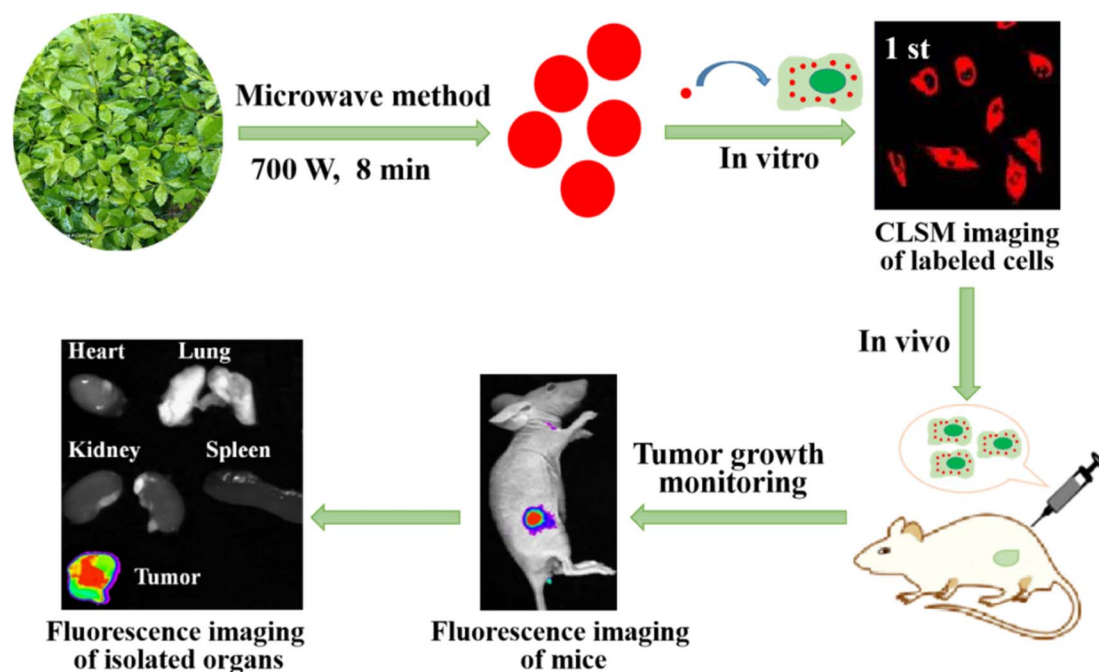 Microwave method
700 W, 8 min
In vitro
1 st
CLSM imaging
of labeled cells
In vivo
Tumor growth
monitoring
Fluorescence imaging
of mice
Heart
Lung
Kidney
Spleen
Tumor
Fluorescence imaging
of isolated organs